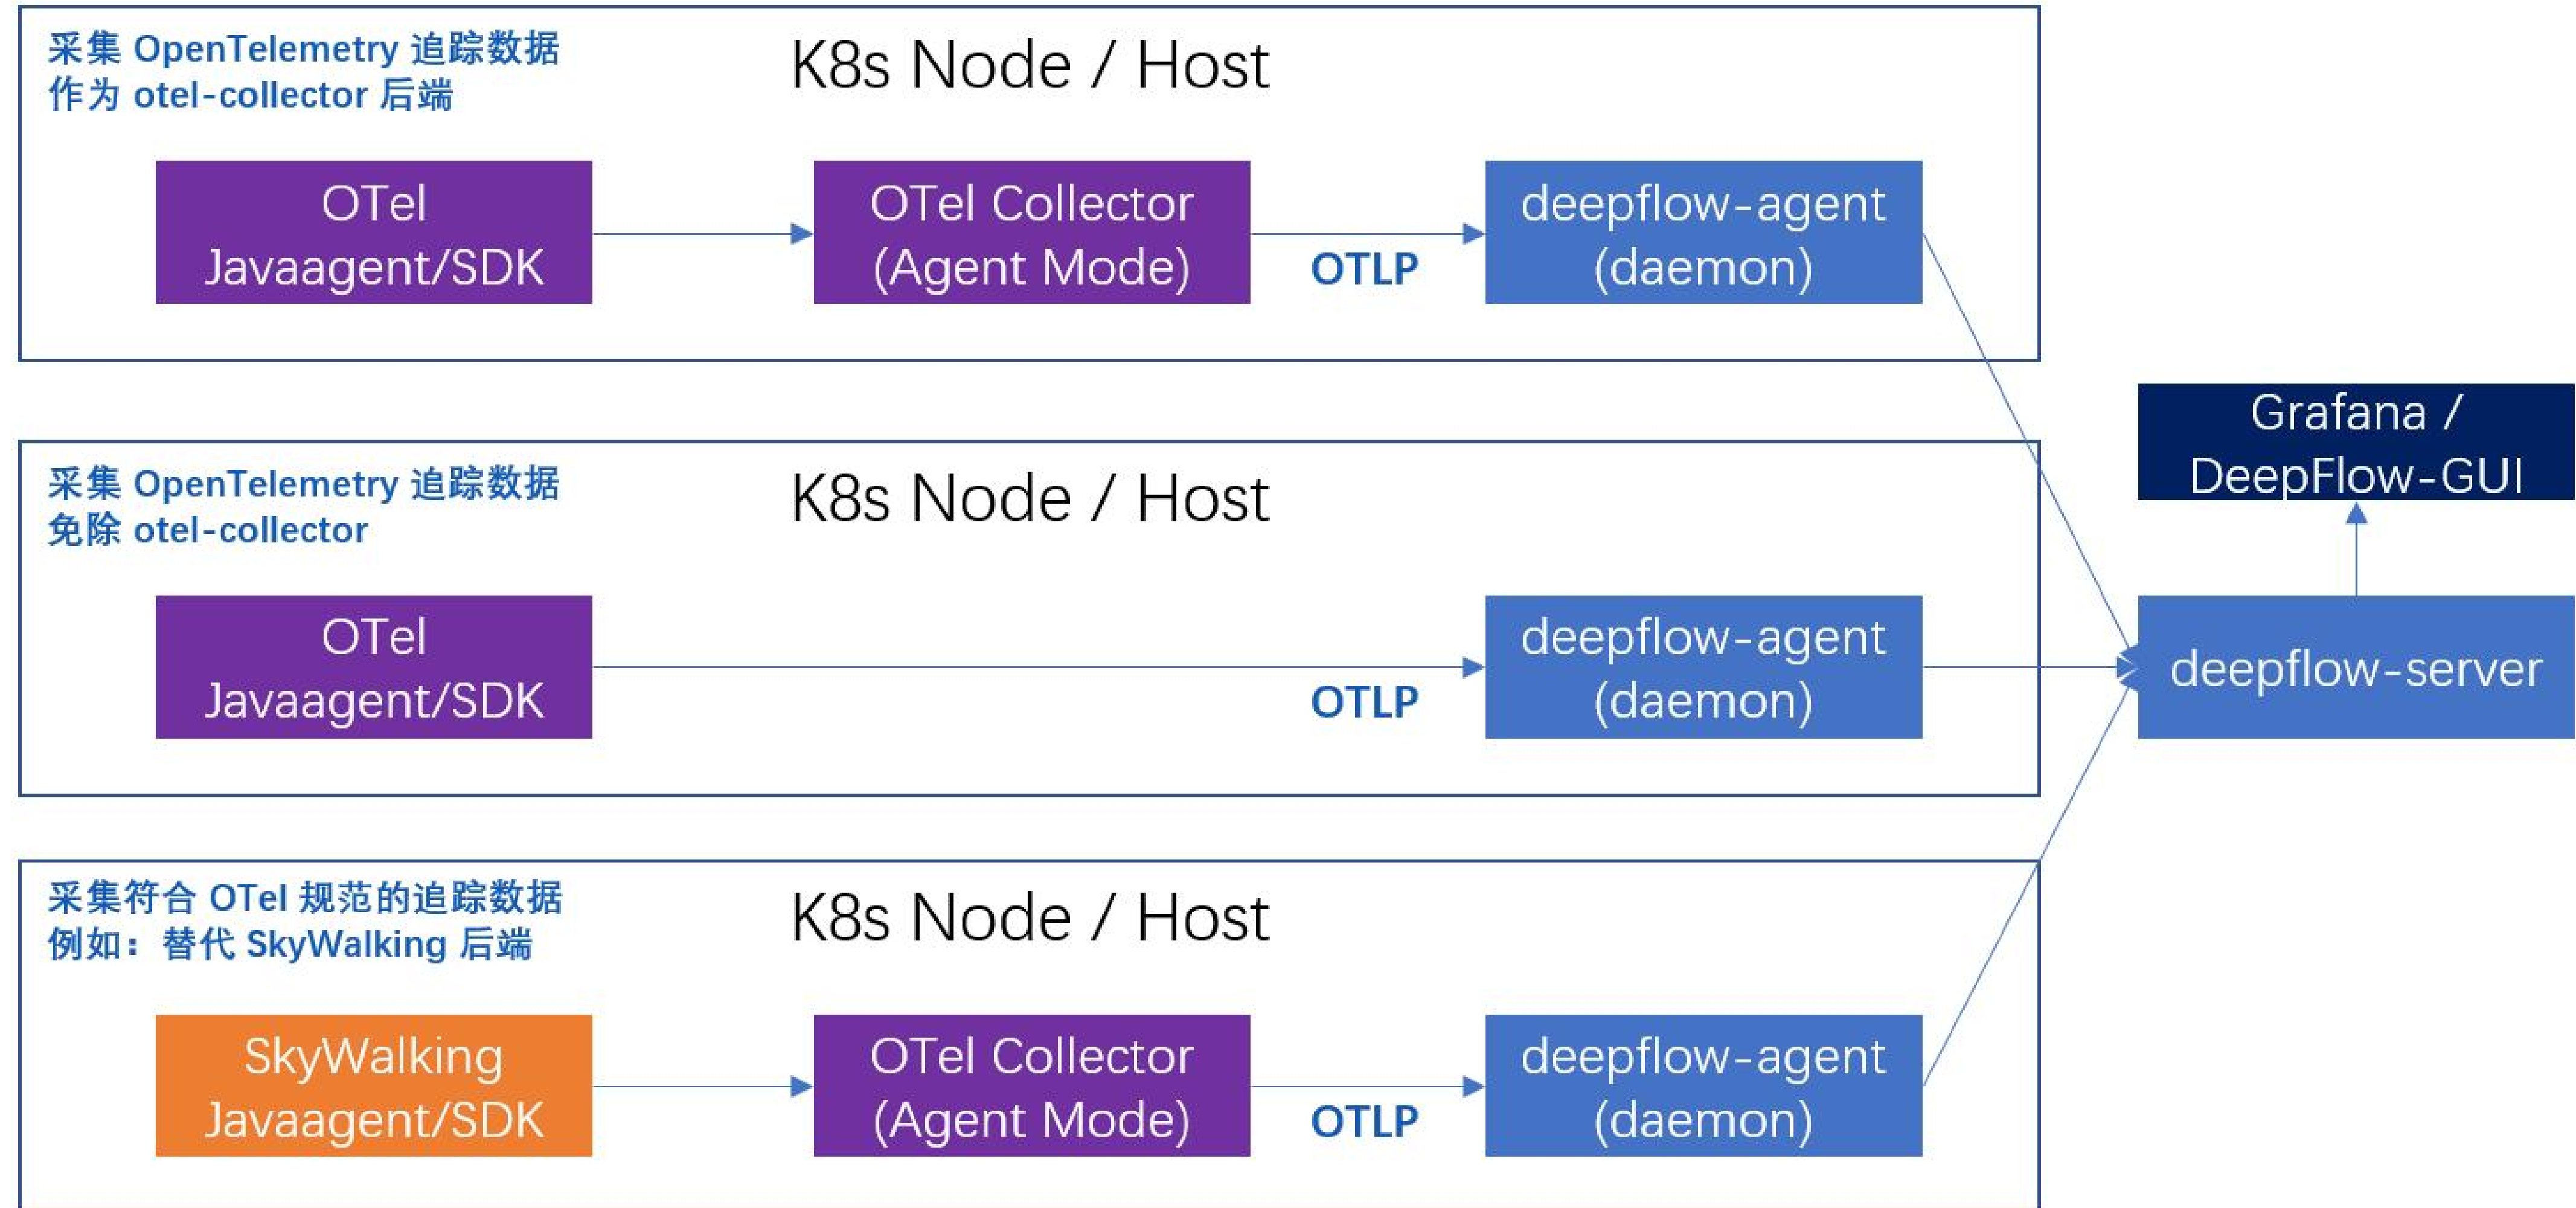 采集 OpenTelemetry 追踪数据
作为 otel-collector 后端
K8s Node / Host
OTel
Javaagent/SDK
OTel Collector
(Agent Mode)
OTLP
deepflow-agent
(daemon)
采集 OpenTelemetry 追踪数据
免除 otel-collector
K8s Node / Host
OTel
Javaagent/SDK
OTLP
deepflow-agent
(daemon)
Grafana /
DeepFlow-GUI
deepflow-server
采集符合 OTel 规范的追踪数据
例如：替代 SkyWalking 后端
K8s Node / Host
SkyWalking
Javaagent/SDK
OTel Collector
(Agent Mode)
OTLP
deepflow-agent
(daemon)